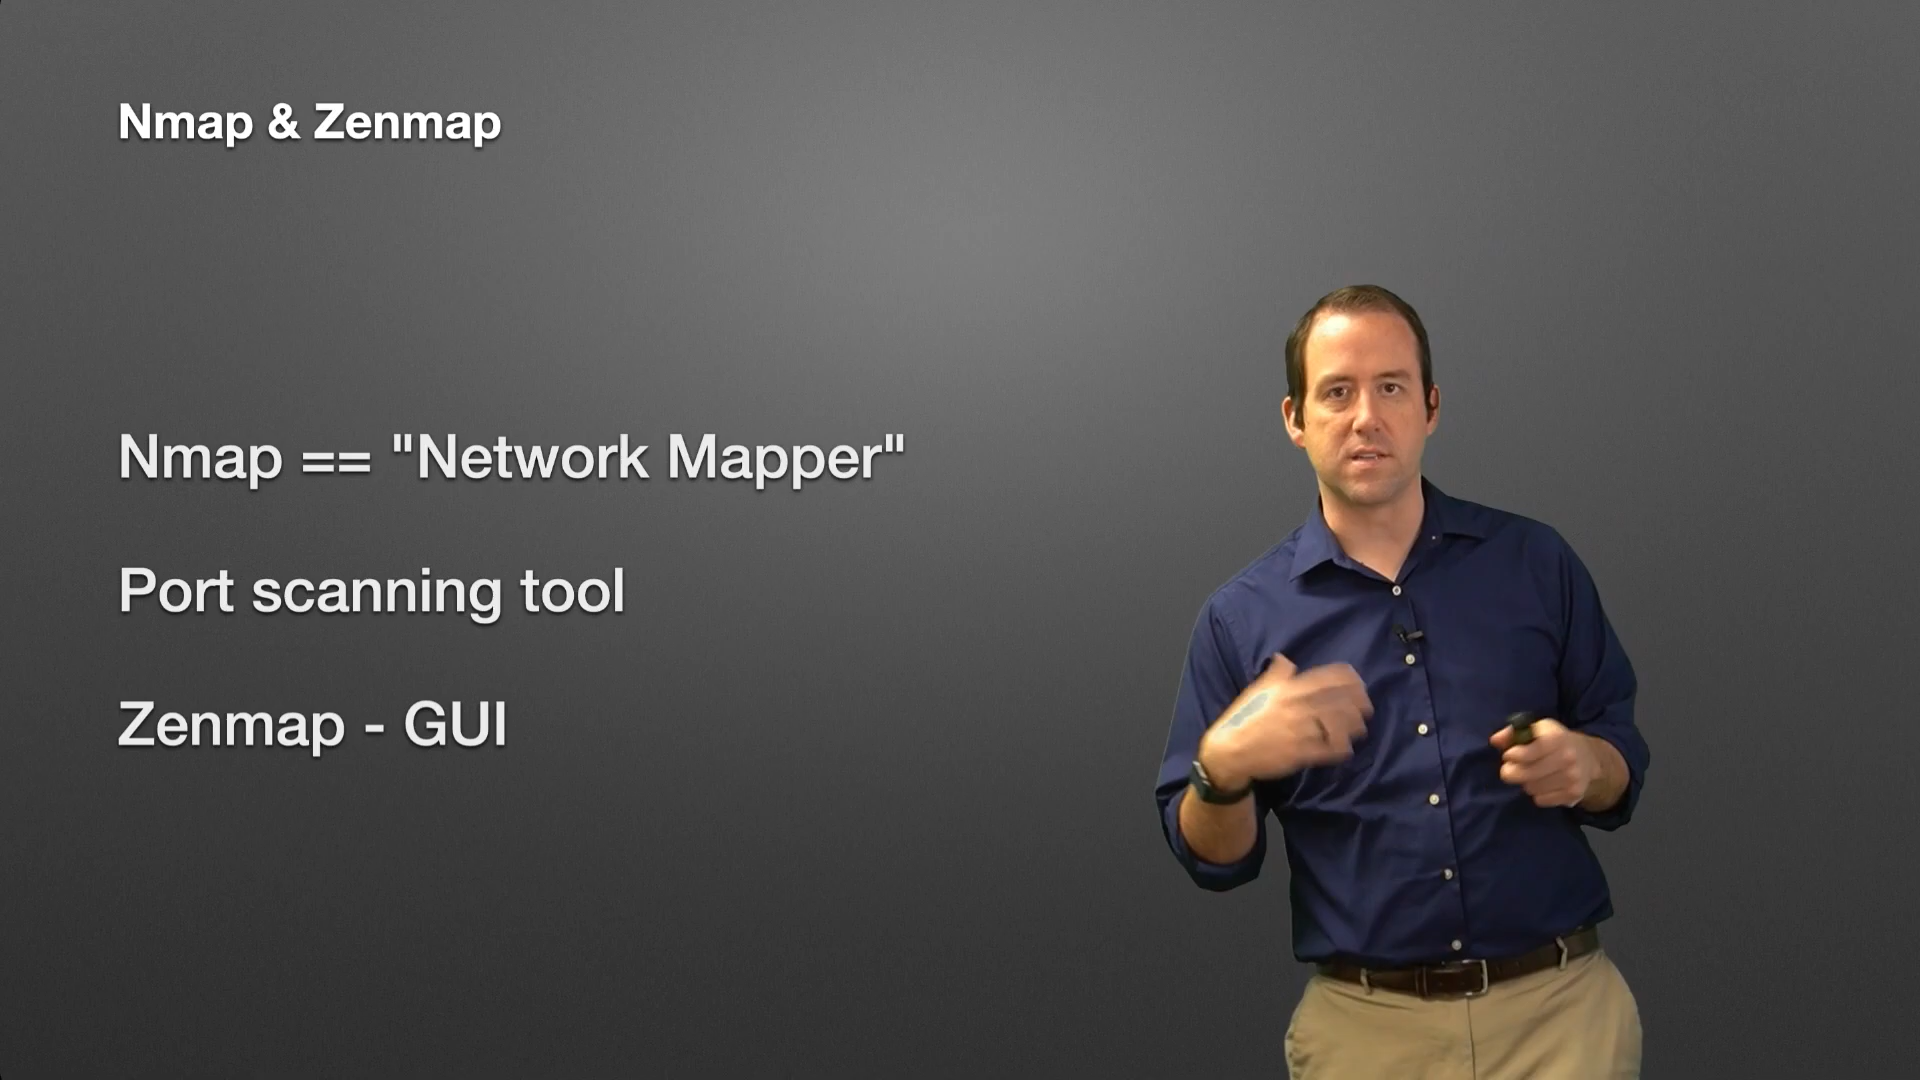 Nmap & Zenmap
Nmap == "Network Mapper"
Port scanning tool
Zenmap - GUI